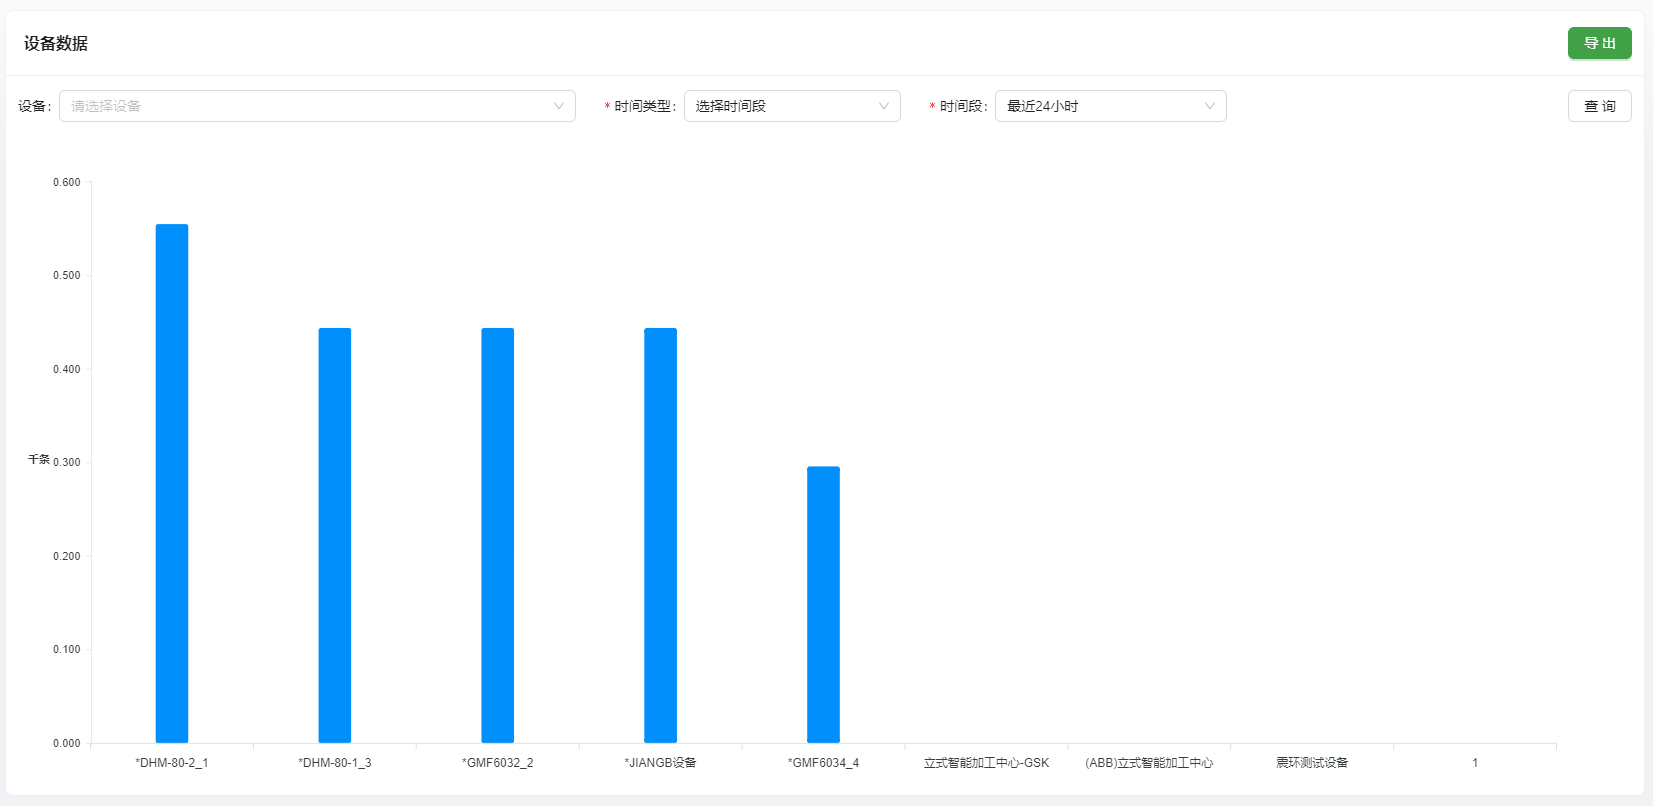 设备数据
导 出
设备: 请选择设备 * 时间类型: 选择时间段 * 时间段: 最近24小时 查 询
0.600
0.500
0.400
千条 0.300
0.200
0.100
0.000
*DHM-80-2_1 *DHM-80-1_3 *GMF6032_2 *JIANGB设备 *GMF6034_4 立式智能加工中心-GSK (ABB)立式智能加工中心 震环测试设备 1